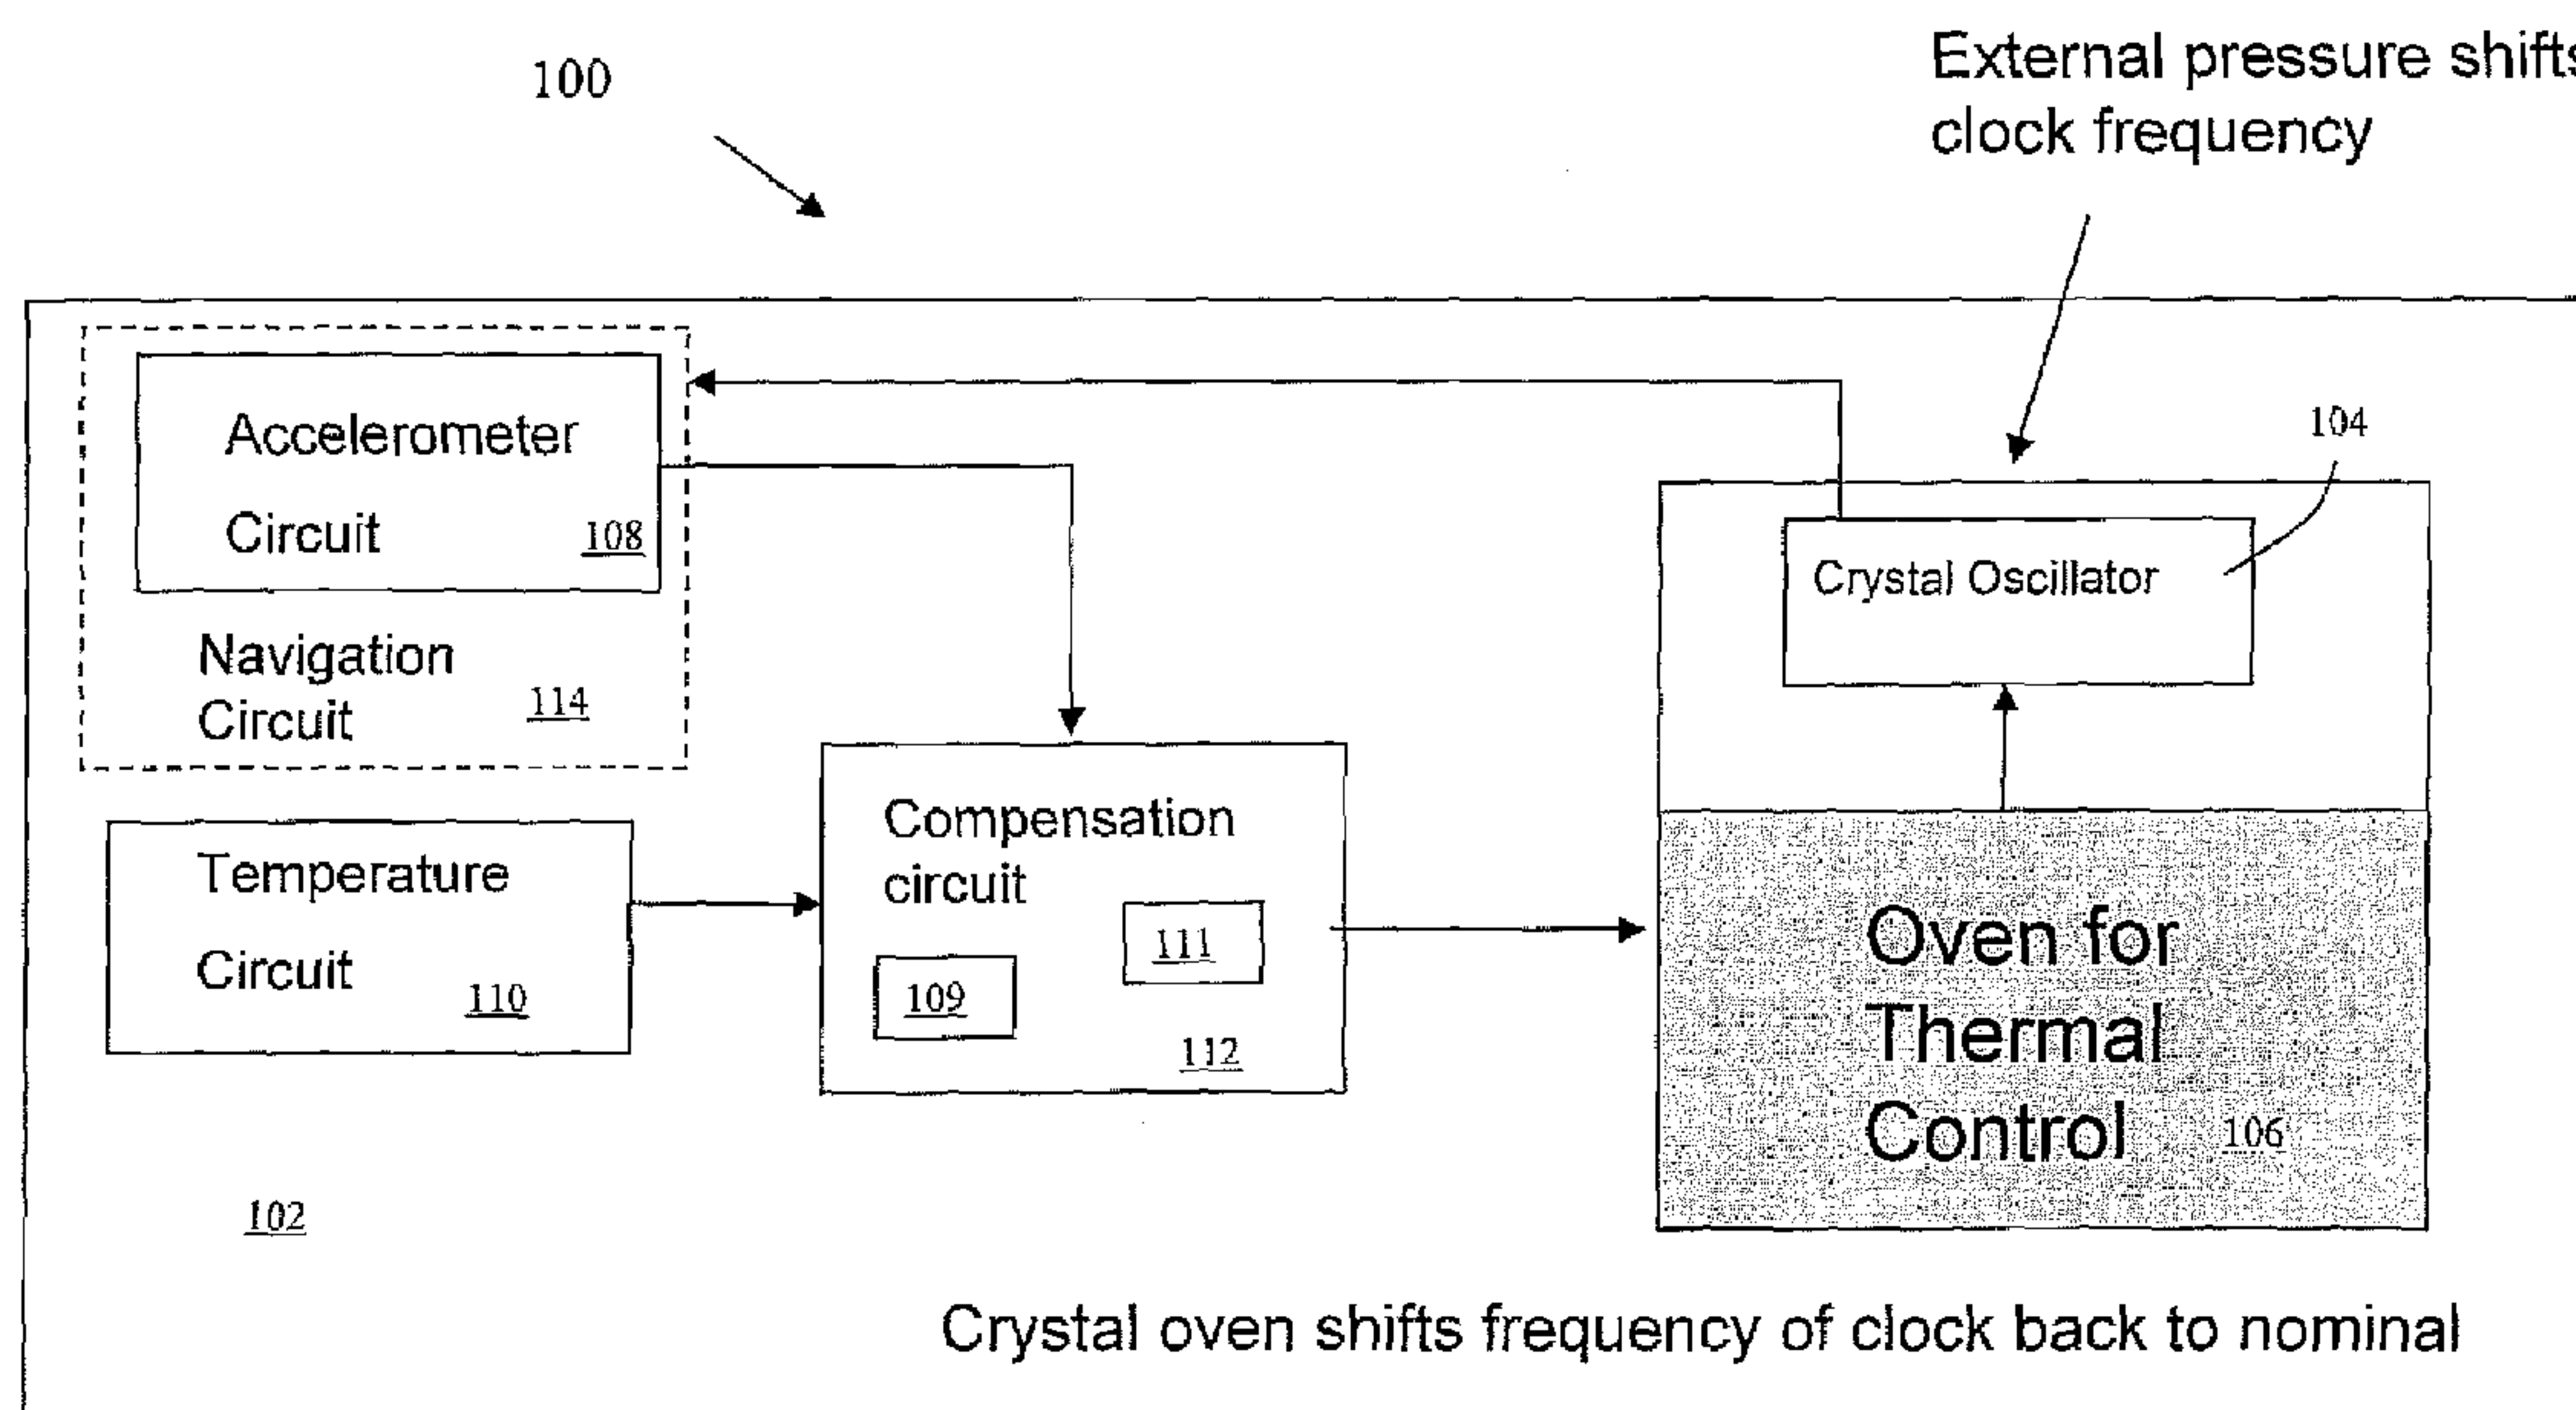 100
External pressure shifts
clock frequency
104
Accelerometer
Circuit 108
Crystal Oscillator
Navigation
Circuit 114
Compensation
circuit
Temperature
Circuit 110
111
109
112
Oven for
Thermal
Control 106
102
Crystal oven shifts frequency of clock back to nominal